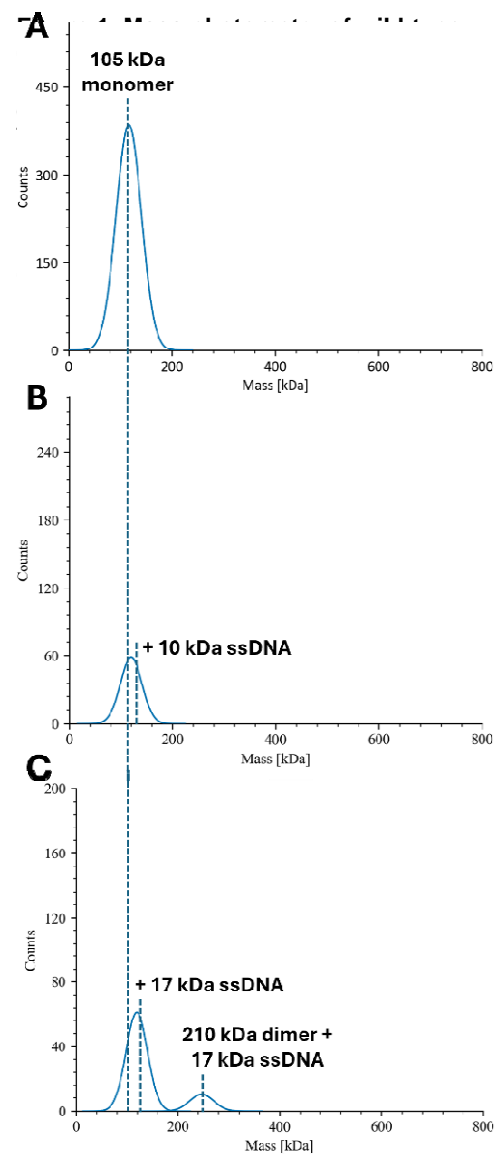 A
105 kDa
monomer
450
300
150
0
Counts
0 200 400 600 800
Mass [kDa]
B
240
180
120
60
0
Counts
+ 10 kDa ssDNA
0 200 400 600 800
Mass [kDa]
C
200
160
120
80
40
0
Counts
+ 17 kDa ssDNA
210 kDa dimer +
17 kDa ssDNA
0 200 400 600 800
Mass [kDa]